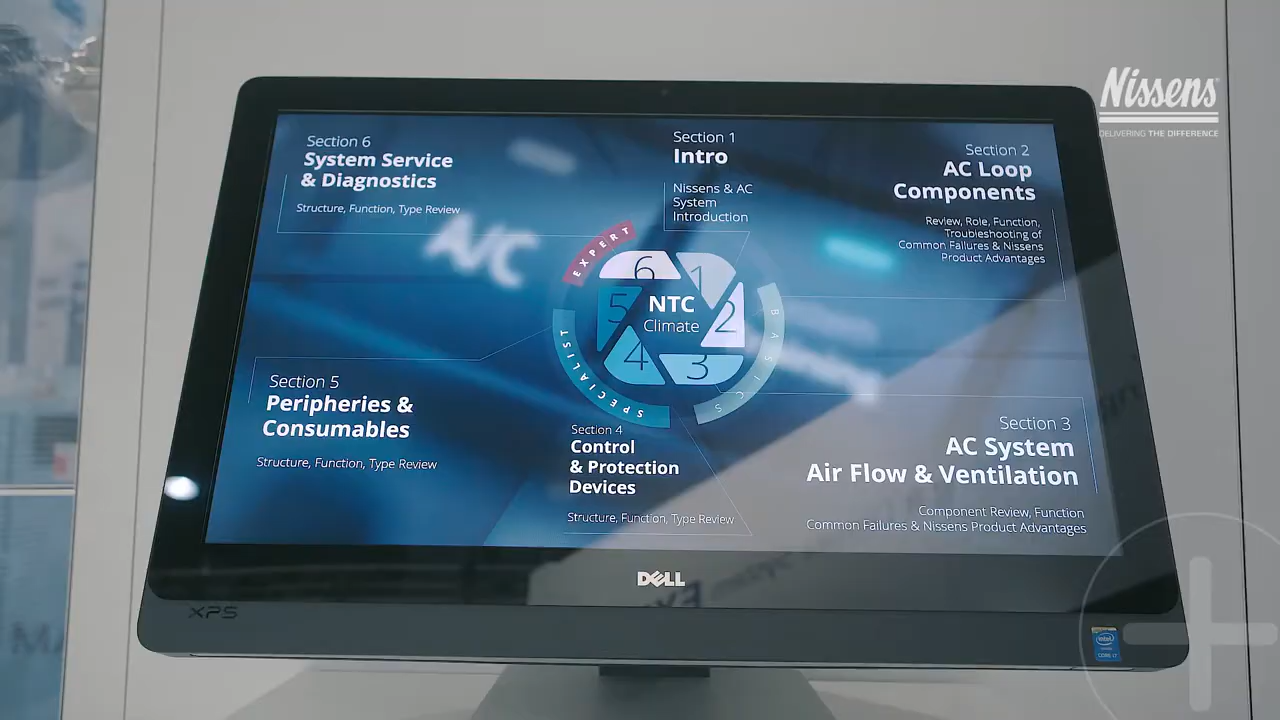 Nissens
DELIVERING THE DIFFERENCE
Section 6
System Service
& Diagnostics
Structure, Function, Type Review
Section 1
Intro
Nissens & AC
System
Introduction
Section 2
AC Loop
Components
Review, Role, Function,
Troubleshooting of
Common Failures & Nissens
Product Advantages
A/C
EXPERT
6
1
5
NTC
Climate
2
4
3
BASICS
SPECIALIST
Section 5
Peripheries &
Consumables
Structure, Function, Type Review
Section 4
Control
& Protection
Devices
Structure, Function, Type Review
Section 3
AC System
Air Flow & Ventilation
Component Review, Function
Common Failures & Nissens Product Advantages
DELL
XPS
intel
CORE i7